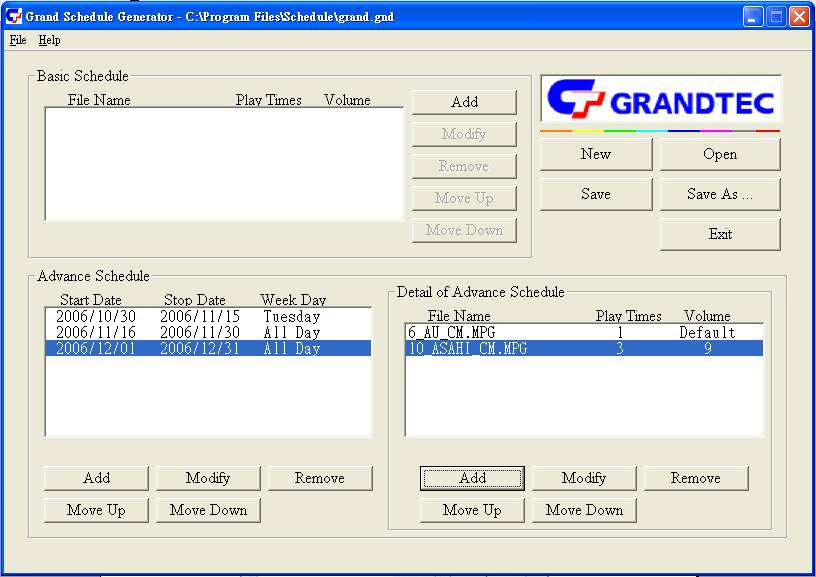 Grand Schedule Generator - C:\Program Files\Schedule\grand.gnd
File Help
Basic Schedule
File Name Play Times Volume
Add
Modify
Remove
Move Up
Move Down
GRANDTEC
New Open
Save Save As ...
Exit
Advance Schedule
Start Date Stop Date Week Day
2006/10/30 2006/11/15 Tuesday
2006/11/16 2006/11/30 All Day
2006/12/01 2006/12/31 All Day
Add Modify Remove
Move Up Move Down
Detail of Advance Schedule
File Name Play Times Volume
6_AU_CM.MPG 1 Default
10_ASAHI_CM.MPG 3 9
Add Modify Remove
Move Up Move Down